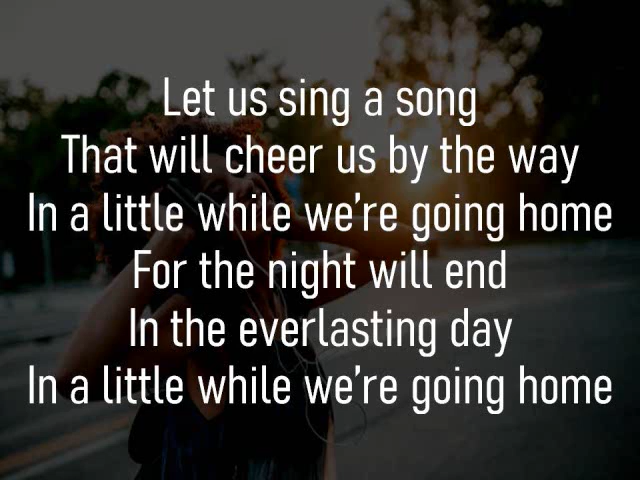 Let us sing a song
That will cheer us by the way
In a little while we’re going home
For the night will end
In the everlasting day
In a little while we’re going home